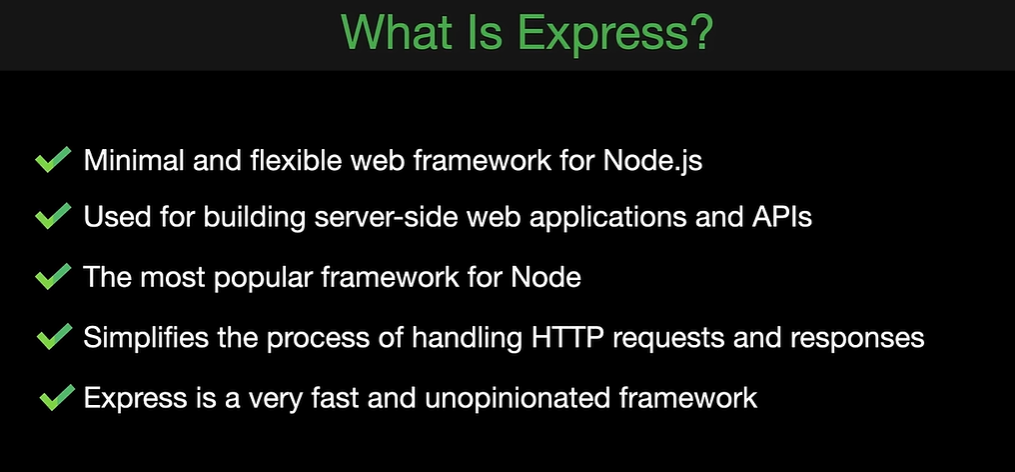 What Is Express?
Minimal and flexible web framework for Node.js
Used for building server-side web applications and APIs
The most popular framework for Node
Simplifies the process of handling HTTP requests and responses
Express is a very fast and unopinionated framework